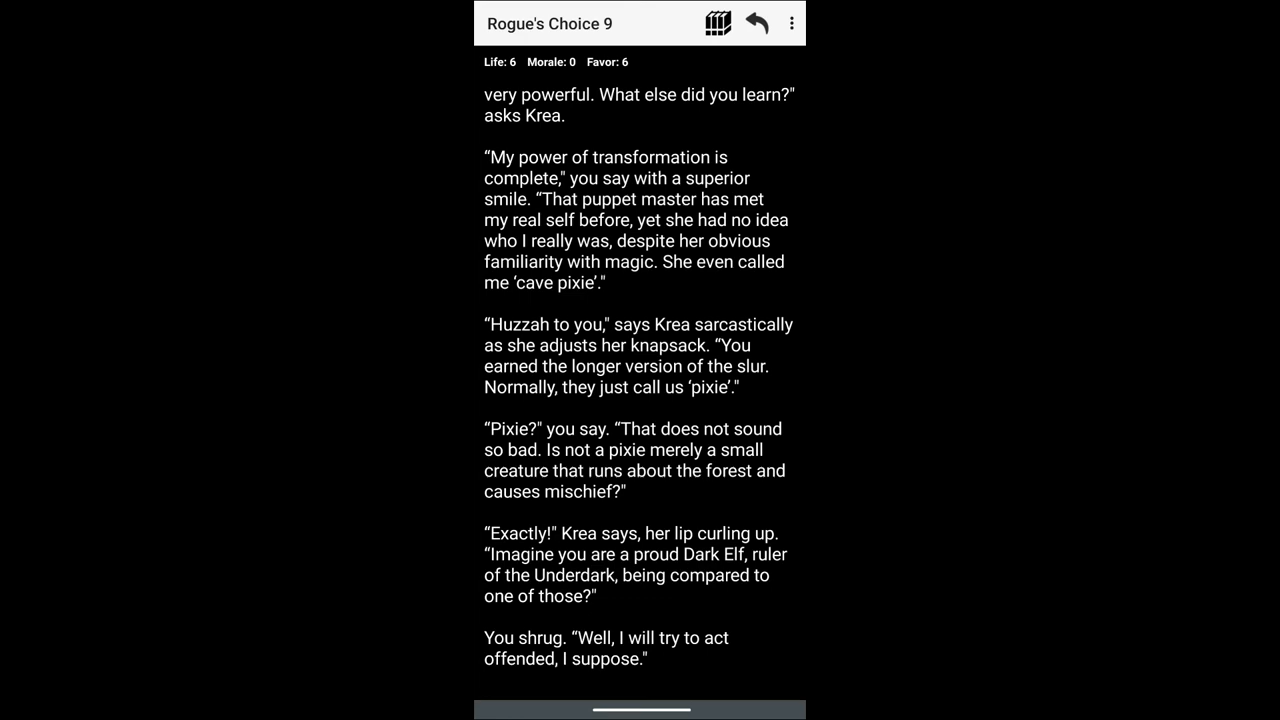 Rogue's Choice 9
Life: 6 Morale: 0 Favor: 6
very powerful. What else did you learn?"
asks Krea.
“My power of transformation is
complete," you say with a superior
smile. “That puppet master has met
my real self before, yet she had no idea
who I really was, despite her obvious
familiarity with magic. She even called
me ‘cave pixie’."
“Huzzah to you," says Krea sarcastically
as she adjusts her knapsack. “You
earned the longer version of the slur.
Normally, they just call us ‘pixie’."
“Pixie?" you say. “That does not sound
so bad. Is not a pixie merely a small
creature that runs about the forest and
causes mischief?"
“Exactly!" Krea says, her lip curling up.
“Imagine you are a proud Dark Elf, ruler
of the Underdark, being compared to
one of those?"
You shrug. “Well, I will try to act
offended, I suppose."